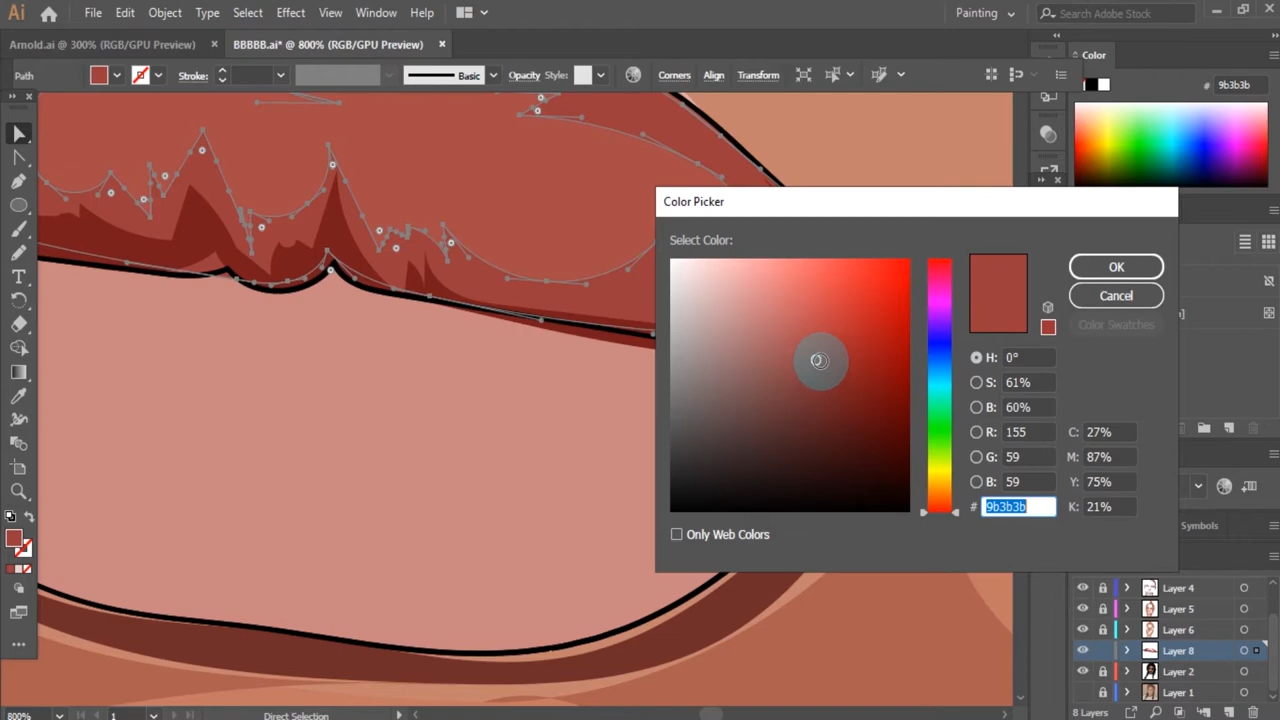 Ai File Edit Object Type Select Effect View Window Help Painting Search Adobe Stock
Arnold.ai @ 300% (RGB/GPU Preview) × BBBBB.ai* @ 800% (RGB/GPU Preview) × Color
Path Stroke: Basic Opacity Style: Corners Align Transform # 9b3b3b
Color Picker
Select Color:
OK
Cancel
Color Swatches
H: 0°
S: 61%
B: 60%
R: 155 C: 27%
G: 59 M: 87%
B: 59 Y: 75%
# 9b3b3b K: 21%
Only Web Colors
Symbols
Layer 4
Layer 5
Layer 6
Layer 8
Layer 2
Layer 1
800% 1 Direct Selection 8 Layers